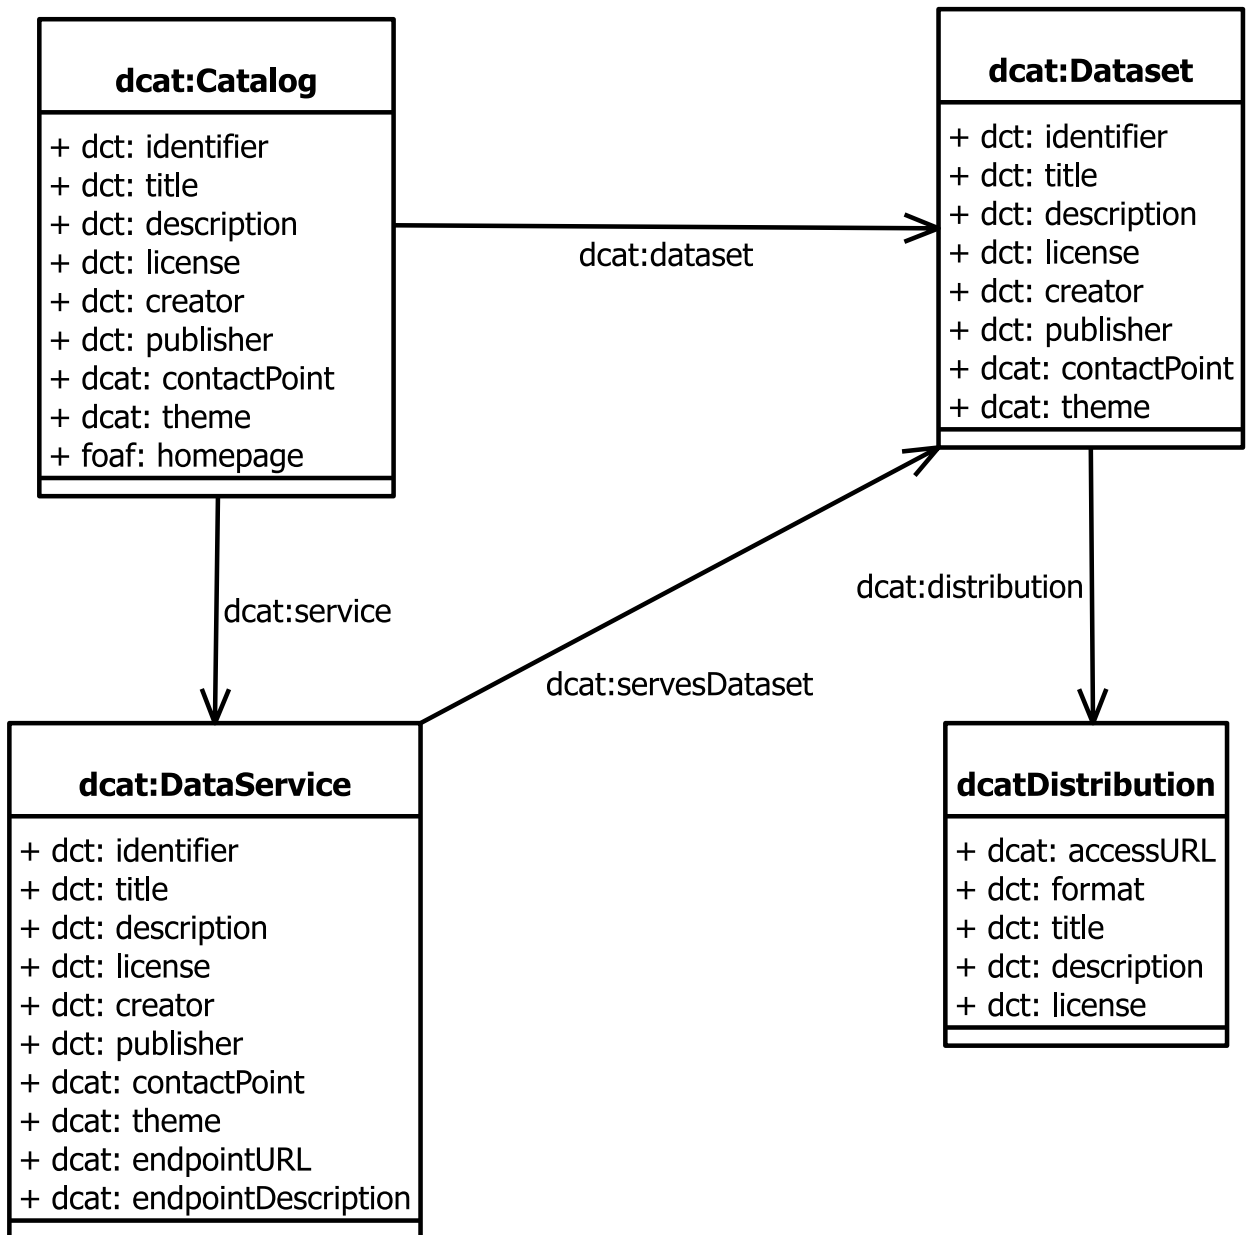 dcat:Catalog
+ dct: identifier
+ dct: title
+ dct: description
+ dct: license
+ dct: creator
+ dct: publisher
+ dcat: contactPoint
+ dcat: theme
+ foaf: homepage
dcat:dataset
dcat:Dataset
+ dct: identifier
+ dct: title
+ dct: description
+ dct: license
+ dct: creator
+ dct: publisher
+ dcat: contactPoint
+ dcat: theme
dcat:service
dcat:servesDataset
dcat:distribution
dcat:DataService
+ dct: identifier
+ dct: title
+ dct: description
+ dct: license
+ dct: creator
+ dct: publisher
+ dcat: contactPoint
+ dcat: theme
+ dcat: endpointURL
+ dcat: endpointDescription
dcatDistribution
+ dcat: accessURL
+ dct: format
+ dct: title
+ dct: description
+ dct: license